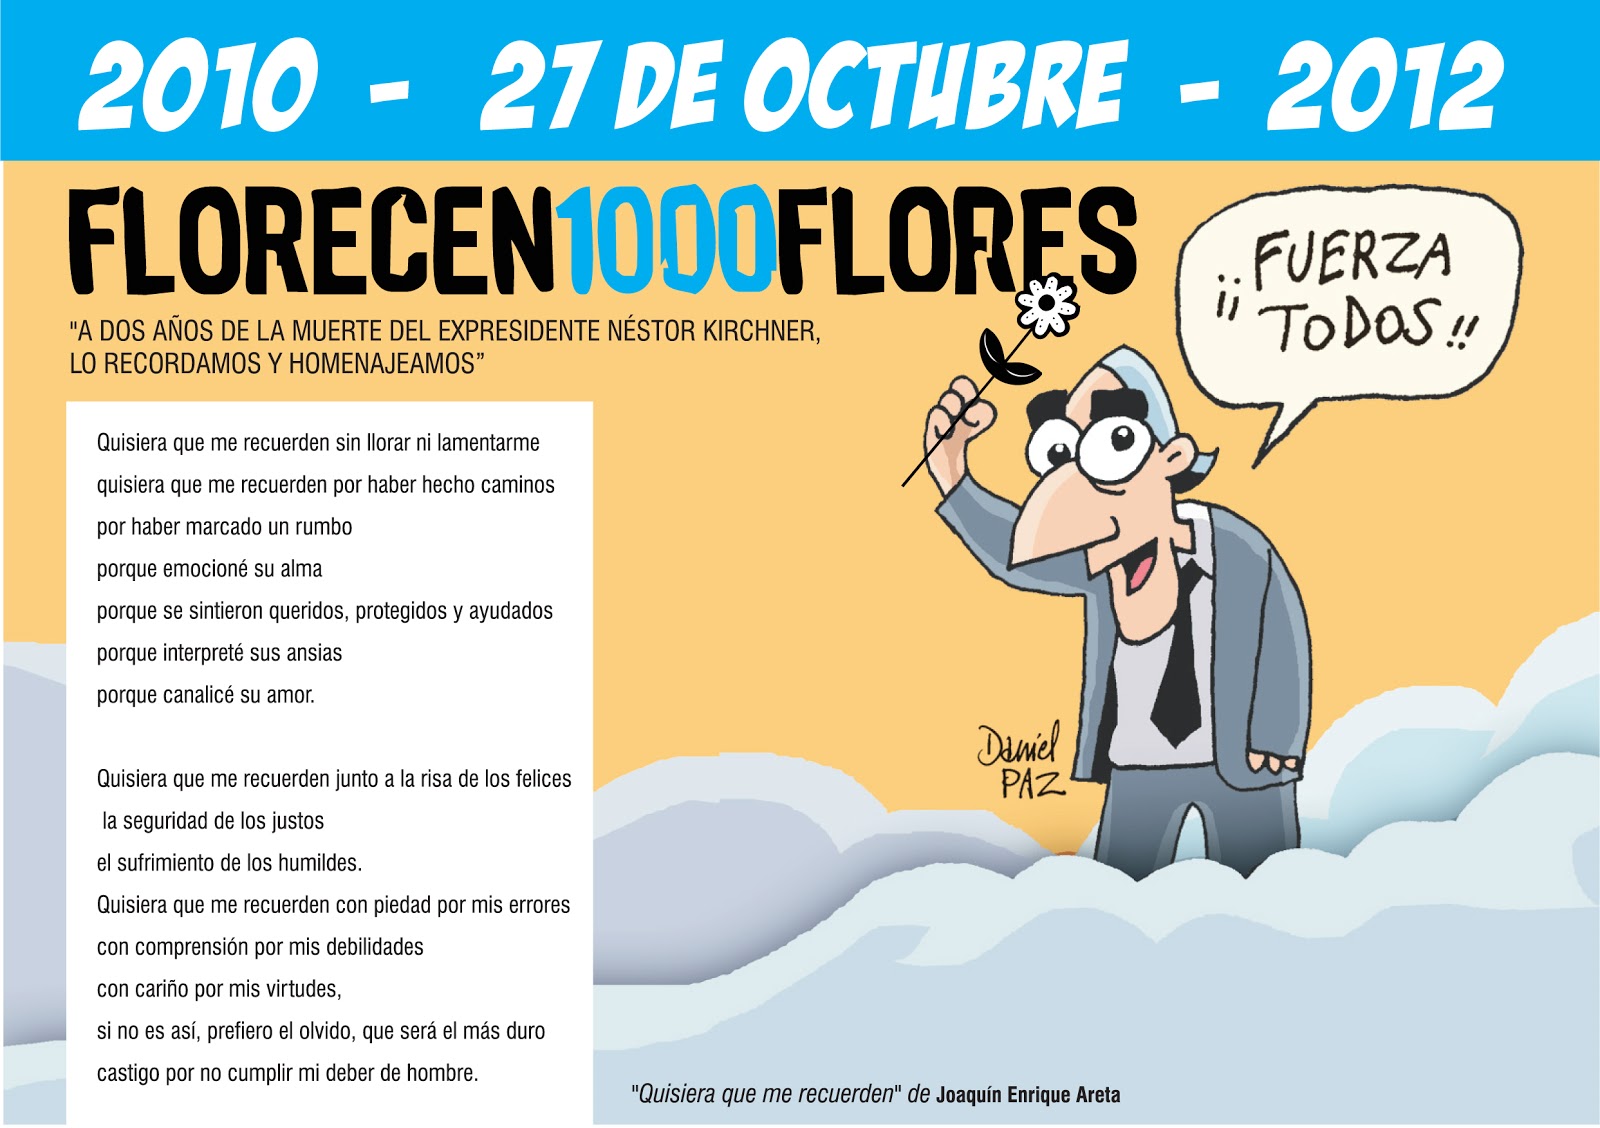 2010 - 27 DE OCTUBRE - 2012
FLORECEN1000FLORES
"A DOS AÑOS DE LA MUERTE DEL EXPRESIDENTE NÉSTOR KIRCHNER,
LO RECORDAMOS Y HOMENAJEAMOS”
¡¡FUERZA
TODOS!!
Quisiera que me recuerden sin llorar ni lamentarme
quisiera que me recuerden por haber hecho caminos
por haber marcado un rumbo
porque emocioné su alma
porque se sintieron queridos, protegidos y ayudados
porque interpreté sus ansias
porque canalicé su amor.
Quisiera que me recuerden junto a la risa de los felices
la seguridad de los justos
el sufrimiento de los humildes.
Quisiera que me recuerden con piedad por mis errores
con comprensión por mis debilidades
con cariño por mis virtudes,
si no es así, prefiero el olvido, que será el más duro
castigo por no cumplir mi deber de hombre.
Daniel
PAZ
"Quisiera que me recuerden" de Joaquín Enrique Areta